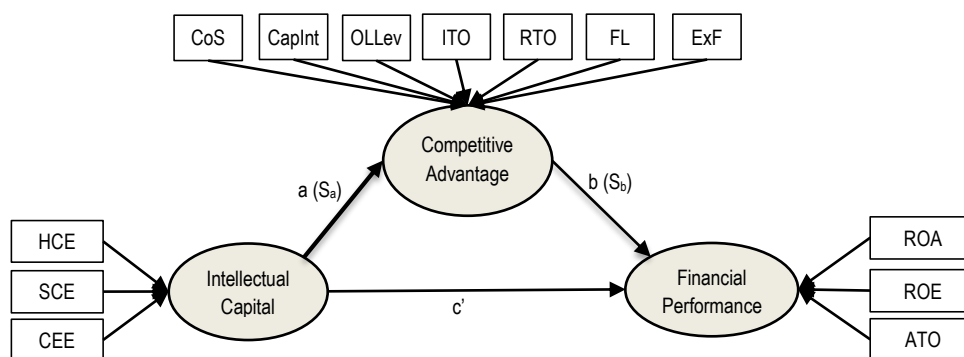 CoS CapInt OLLev ITO RTO FL ExF
Competitive
Advantage
a (Sa)
b (Sb)
HCE
SCE
CEE
Intellectual
Capital
c’
Financial
Performance
ROA
ROE
ATO